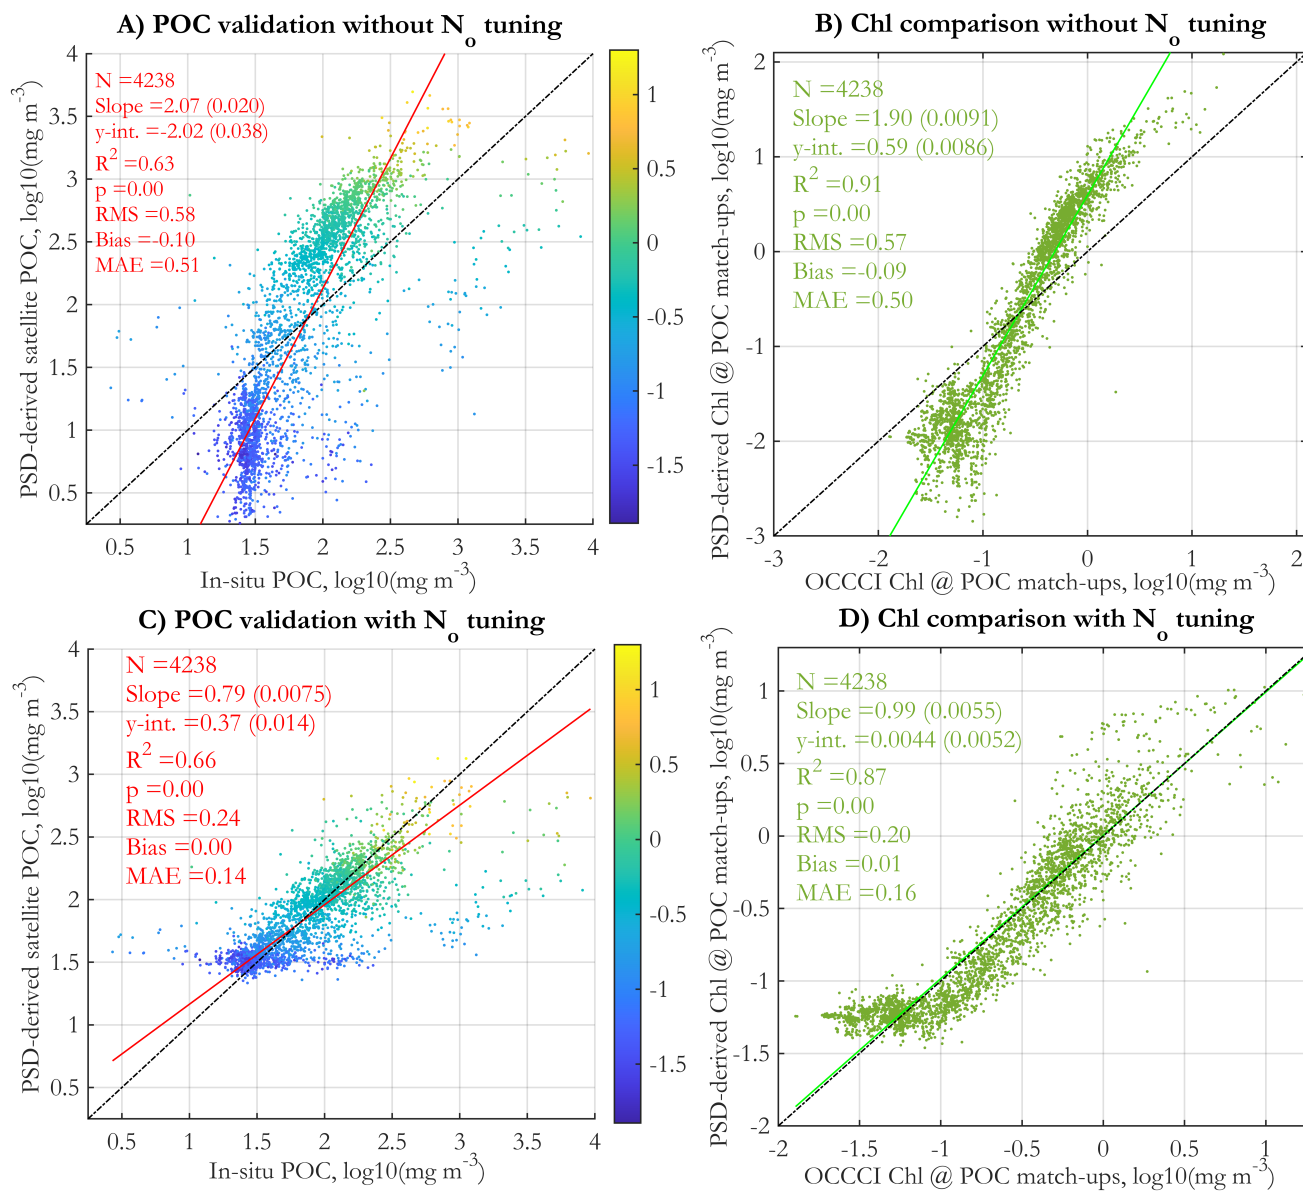 A) POC validation without No tuning
PSD-derived satellite POC, log10(mg m-3)
N =4238
Slope =2.07 (0.020)
y-int. =-2.02 (0.038)
R2 =0.63
p =0.00
RMS =0.58
Bias =-0.10
MAE =0.51
4
3.5
3
2.5
2
1.5
1
0.5
0.5 1 1.5 2 2.5 3 3.5 4
In-situ POC, log10(mg m-3)
1
0.5
0
-0.5
-1
-1.5
B) Chl comparison without No tuning
PSD-derived Chl @ POC match-ups, log10(mg m-3)
N =4238
Slope =1.90 (0.0091)
y-int. =0.59 (0.0086)
R2 =0.91
p =0.00
RMS =0.57
Bias =-0.09
MAE =0.50
2
1
0
-1
-2
-3
-3 -2 -1 0 1 2
OCCCI Chl @ POC match-ups, log10(mg m-3)
C) POC validation with No tuning
PSD-derived satellite POC, log10(mg m-3)
N =4238
Slope =0.79 (0.0075)
y-int. =0.37 (0.014)
R2 =0.66
p =0.00
RMS =0.24
Bias =0.00
MAE =0.14
4
3.5
3
2.5
2
1.5
1
0.5
0.5 1 1.5 2 2.5 3 3.5 4
In-situ POC, log10(mg m-3)
1
0.5
0
-0.5
-1
-1.5
D) Chl comparison with No tuning
PSD-derived Chl @ POC match-ups, log10(mg m-3)
N =4238
Slope =0.99 (0.0055)
y-int. =0.0044 (0.0052)
R2 =0.87
p =0.00
RMS =0.20
Bias =0.01
MAE =0.16
1
0.5
0
-0.5
-1
-1.5
-2
-2 -1.5 -1 -0.5 0 0.5 1
OCCCI Chl @ POC match-ups, log10(mg m-3)